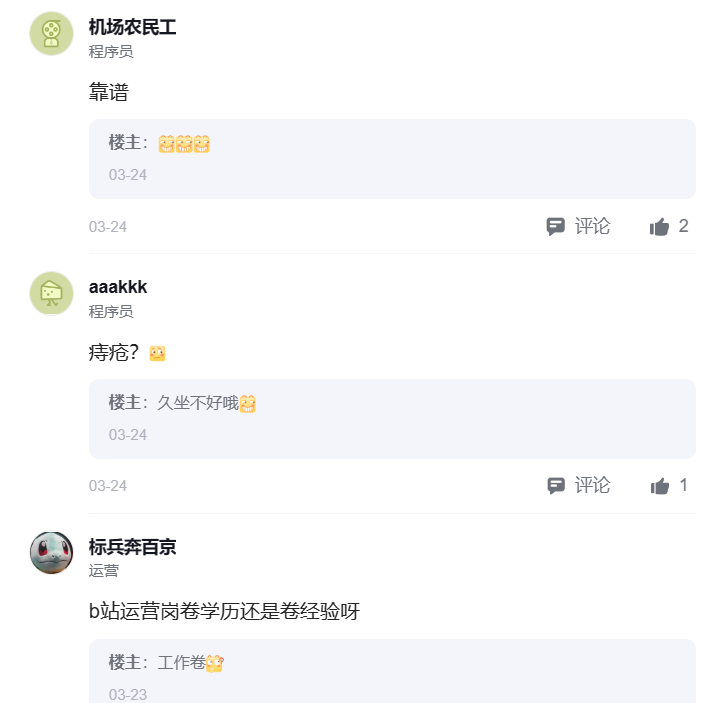 机场农民工
程序员
靠谱
楼主：
03-24
03-24 评论 2
aaakkk
程序员
痔疮？
楼主：久坐不好哦
03-24
03-24 评论 1
标兵奔百京
运营
b站运营岗卷学历还是卷经验呀
楼主：工作卷
03-23